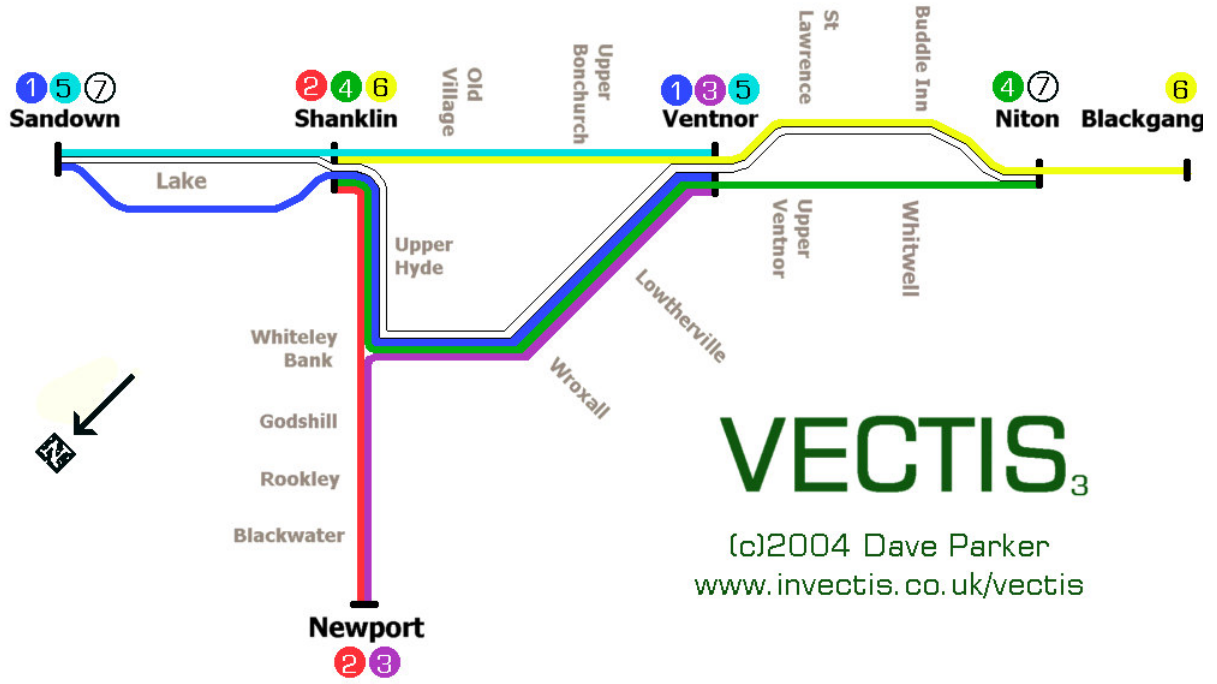 St
Lawrence
Buddle Inn
Upper
Bonchurch
Old
Village
1 5 7
Sandown
2 4 6
Shanklin
1 3 5
Ventnor
4 7
Niton
6
Blackgang
Lake
Upper
Hyde
Upper
Ventnor
Whitwell
Lowtherville
Wroxall
Whiteley
Bank
Godshill
Rookley
Blackwater
N
VECTIS3
(c)2004 Dave Parker
www.invectis.co.uk/vectis
Newport
2 3